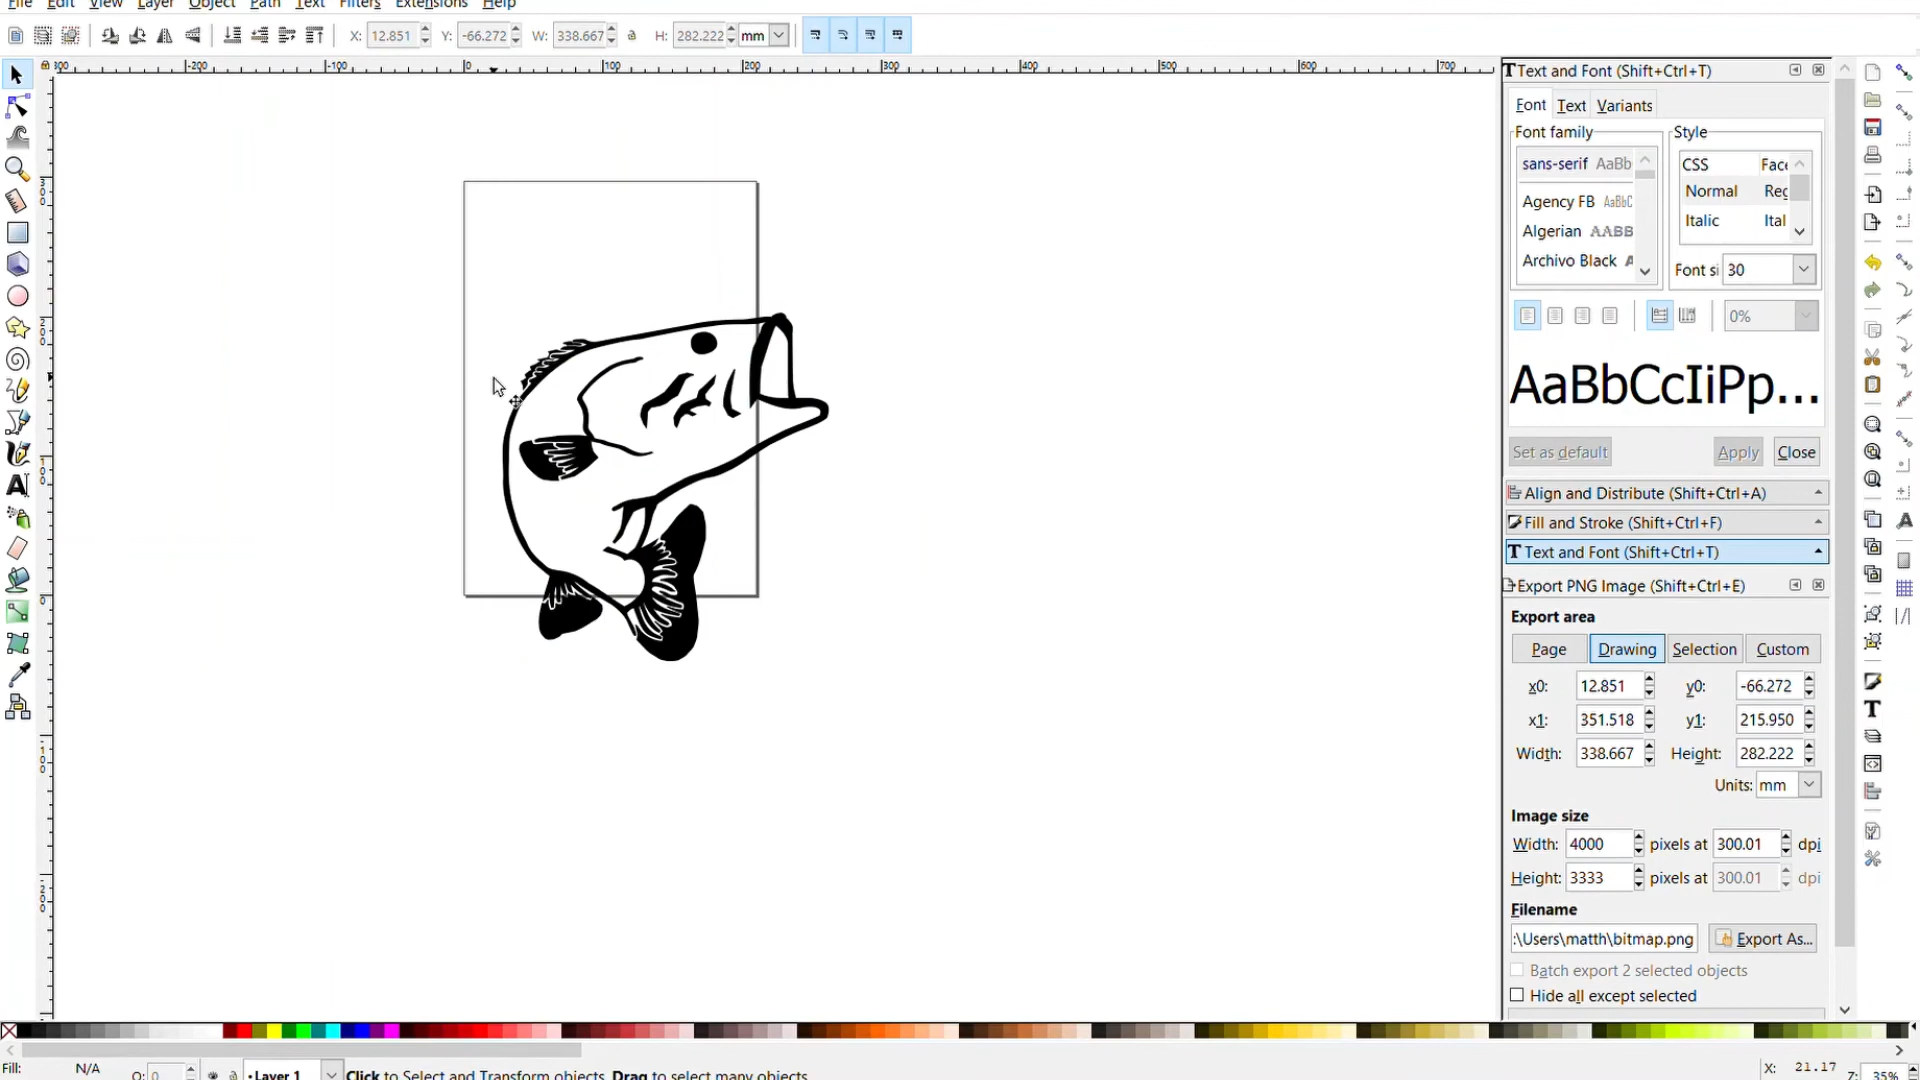 File Edit View Layer Object Path Text Filters Extensions Help
X: 12.851 Y: -66.272 W: 338.667 H: 282.222 mm
-200 -100 0 100 200 300 400 500 600 700
Text and Font (Shift+Ctrl+T)
Font Text Variants
Font family Style
sans-serif AaBb CSS Face
Agency FB AaBbC Normal Reg
Algerian AABB Italic Ital
Archivo Black A Font si 30
0%
AaBbCcIiPp...
Set as default Apply Close
Align and Distribute (Shift+Ctrl+A)
Fill and Stroke (Shift+Ctrl+F)
Text and Font (Shift+Ctrl+T)
Export PNG Image (Shift+Ctrl+E)
Export area
Page Drawing Selection Custom
x0: 12.851 y0: -66.272
x1: 351.518 y1: 215.950
Width: 338.667 Height: 282.222
Units: mm
Image size
Width: 4000 pixels at 300.01 dpi
Height: 3333 pixels at 300.01 dpi
Filename
:\Users\matth\bitmap.png Export As...
Batch export 2 selected objects
Hide all except selected
Fill: N/A O: 0 •Layer 1 Click to Select and Transform objects, Drag to select many objects. X: 21.17 Z: 35%